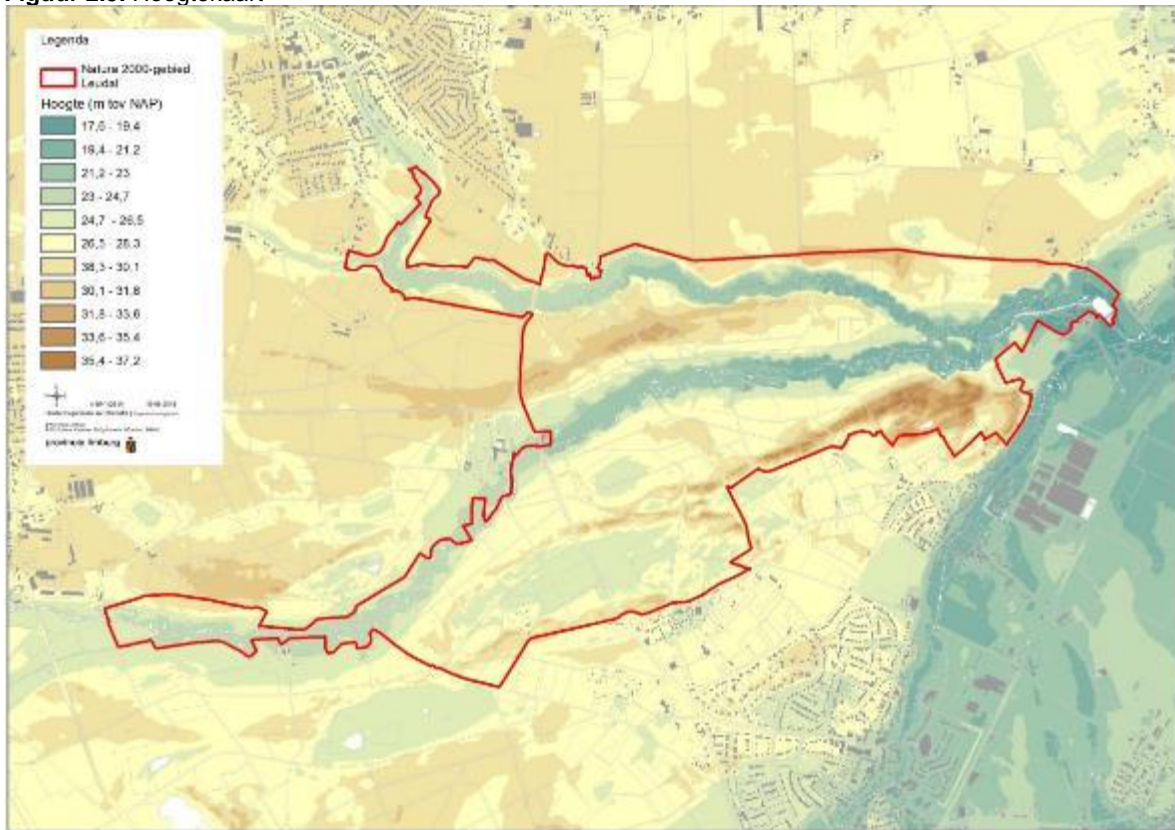 Legenda
Natura 2000-gebied
Leudal
Hoogte (m tov NAP)
17,6 - 19,4
19,4 - 21,2
21,2 - 23
23 - 24,7
24,7 - 26,5
26,5 - 28,3
38,3 - 30,1
30,1 - 31,8
31,8 - 33,6
33,6 - 35,4
35,4 - 37,2
provincie limburg